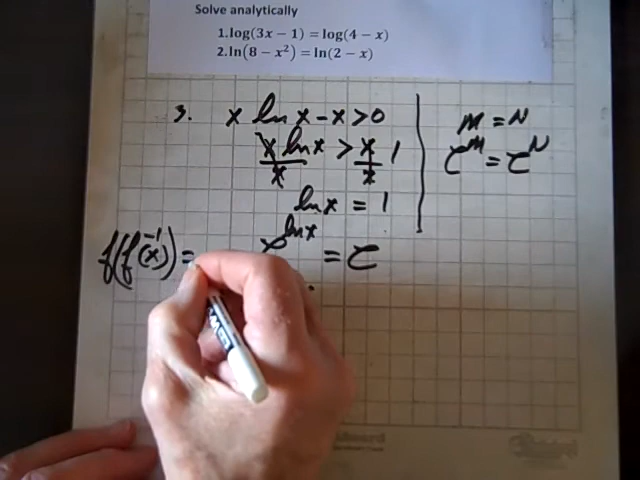 Solve analytically
1.log(3x − 1) = log(4 − x)
2.ln(8 − x²) = ln(2 − x)
3. x ln x - x > 0
x ln x / x > x / x 1
ln x = 1
e^ln x = e
f(f^-1(x)) =
M = N
e^M = e^N